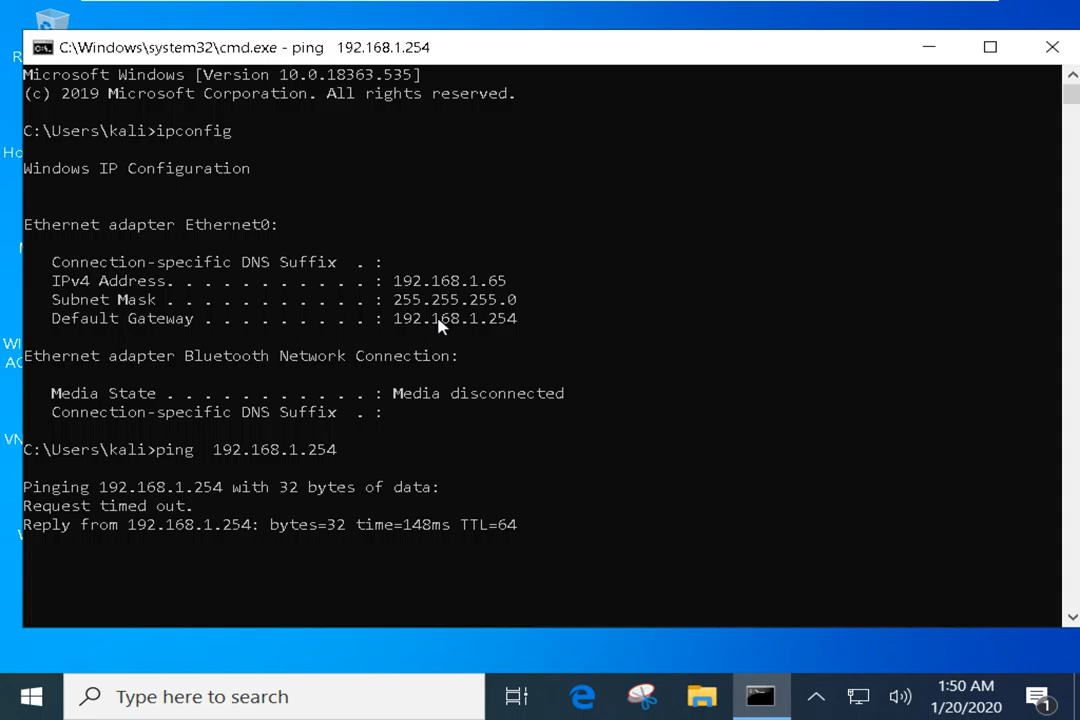 C:\Windows\system32\cmd.exe - ping  192.168.1.254
Microsoft Windows [Version 10.0.18363.535]
(c) 2019 Microsoft Corporation. All rights reserved.
C:\Users\kali>ipconfig
Windows IP Configuration
Ethernet adapter Ethernet0:
   Connection-specific DNS Suffix  . :
   IPv4 Address. . . . . . . . . . . : 192.168.1.65
   Subnet Mask . . . . . . . . . . . : 255.255.255.0
   Default Gateway . . . . . . . . . : 192.168.1.254
Ethernet adapter Bluetooth Network Connection:
   Media State . . . . . . . . . . . : Media disconnected
   Connection-specific DNS Suffix  . :
C:\Users\kali>ping  192.168.1.254
Pinging 192.168.1.254 with 32 bytes of data:
Request timed out.
Reply from 192.168.1.254: bytes=32 time=148ms TTL=64
Type here to search
1:50 AM
1/20/2020
1